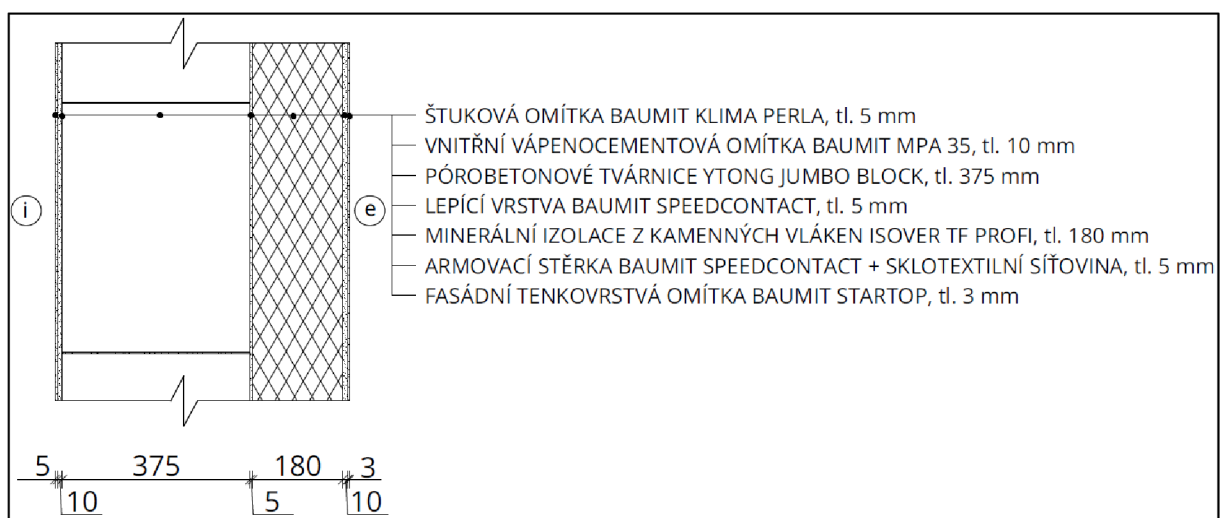 ŠTUKOVÁ OMÍTKA BAUMIT KLIMA PERLA, tl. 5 mm
VNITŘNÍ VÁPENOCEMENTOVÁ OMÍTKA BAUMIT MPA 35, tl. 10 mm
PÓROBETONOVÉ TVÁRNICE YTONG JUMBO BLOCK, tl. 375 mm
i
e
LEPÍCÍ VRSTVA BAUMIT SPEEDCONTACT, tl. 5 mm
MINERÁLNÍ IZOLACE Z KAMENNÝCH VLÁKEN ISOVER TF PROFI, tl. 180 mm
ARMOVACÍ STĚRKA BAUMIT SPEEDCONTACT + SKLOTEXTILNÍ SÍŤOVINA, tl. 5 mm
FASÁDNÍ TENKOVRSTVÁ OMÍTKA BAUMIT STARTOP, tl. 3 mm
5 375 180 3
10 5 10